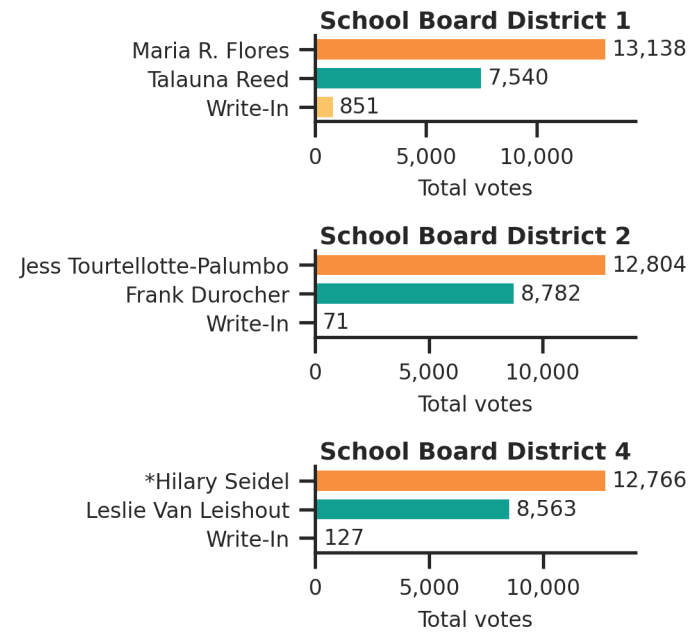 School Board District 1
Maria R. Flores 13,138
Talauna Reed 7,540
Write-In 851
0 5,000 10,000
Total votes
School Board District 2
Jess Tourtellotte-Palumbo 12,804
Frank Durocher 8,782
Write-In 71
0 5,000 10,000
Total votes
School Board District 4
*Hilary Seidel 12,766
Leslie Van Leishout 8,563
Write-In 127
0 5,000 10,000
Total votes